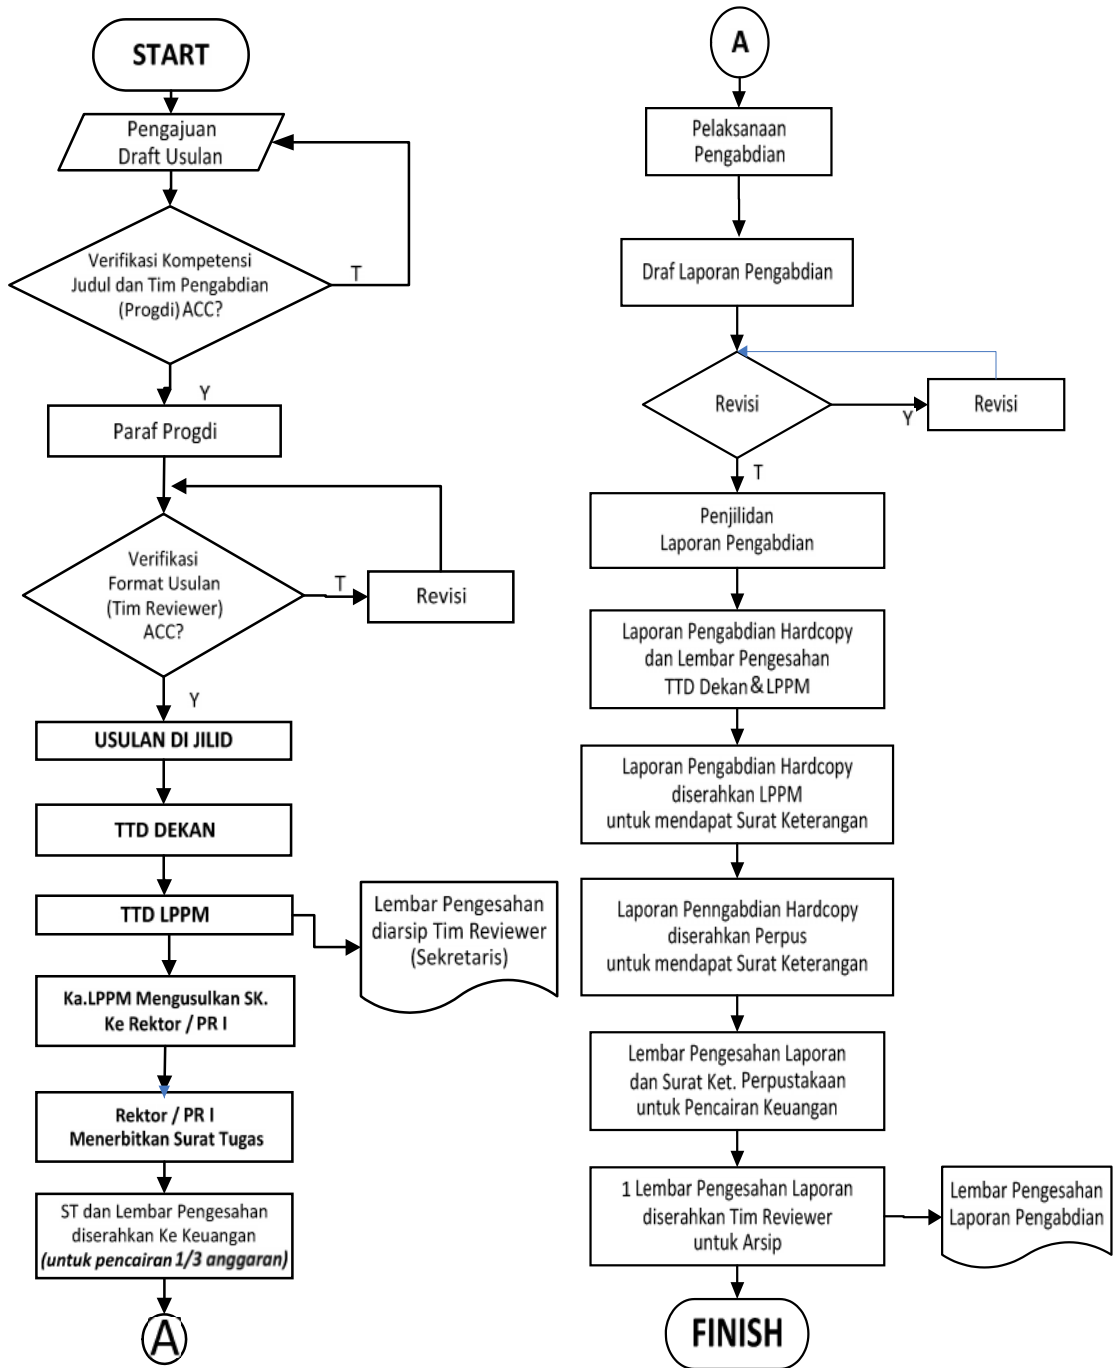 START
Pengajuan
Draft Usulan
Verifikasi Kompetensi
Judul dan Tim Pengabdian
(Progdi) ACC?
T
Y
Paraf Progdi
Verifikasi
Format Usulan
(Tim Reviewer)
ACC?
T
Revisi
Y
USULAN DI JILID
TTD DEKAN
TTD LPPM
Lembar Pengesahan
diarsip Tim Reviewer
(Sekretaris)
Ka.LPPM Mengusulkan SK.
Ke Rektor / PR I
Rektor / PR I
Menerbitkan Surat Tugas
ST dan Lembar Pengesahan
diserahkan Ke Keuangan
(untuk pencairan 1/3 anggaran)
A
A
Pelaksanaan
Pengabdian
Draf Laporan Pengabdian
Revisi
Y
Revisi
T
Penjilidan
Laporan Pengabdian
Laporan Pengabdian Hardcopy
dan Lembar Pengesahan
TTD Dekan & LPPM
Laporan Pengabdian Hardcopy
diserahkan LPPM
untuk mendapat Surat Keterangan
Laporan Penngabdian Hardcopy
diserahkan Perpus
untuk mendapat Surat Keterangan
Lembar Pengesahan Laporan
dan Surat Ket. Perpustakaan
untuk Pencairan Keuangan
1 Lembar Pengesahan Laporan
diserahkan Tim Reviewer
untuk Arsip
Lembar Pengesahan
Laporan Pengabdian
FINISH